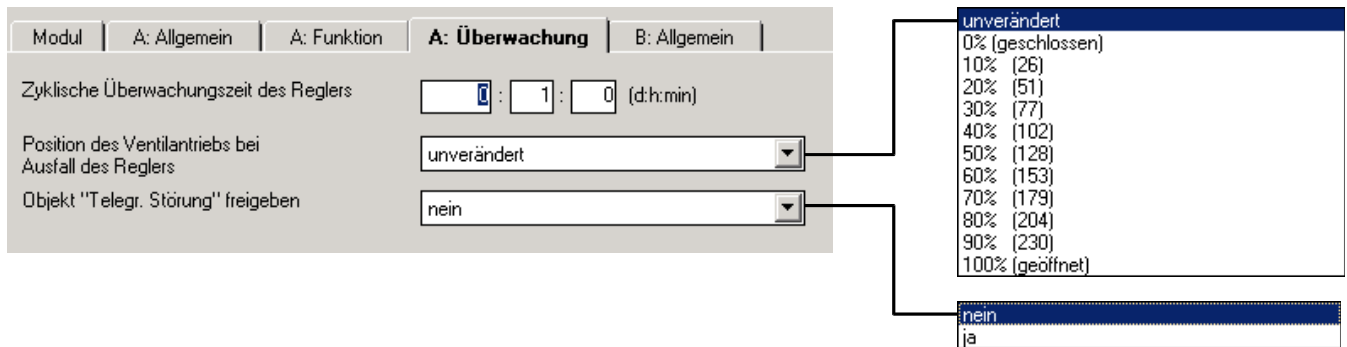 Modul A: Allgemein A: Funktion A: Überwachung B: Allgemein
Zyklische Überwachungszeit des Reglers 0 : 1 : 0 (d:h:min)
Position des Ventilantriebs bei
Ausfall des Reglers
unverändert
Objekt "Telegr. Störung" freigeben nein
unverändert
0% (geschlossen)
10% (26)
20% (51)
30% (77)
40% (102)
50% (128)
60% (153)
70% (179)
80% (204)
90% (230)
100% (geöffnet)
nein
ja